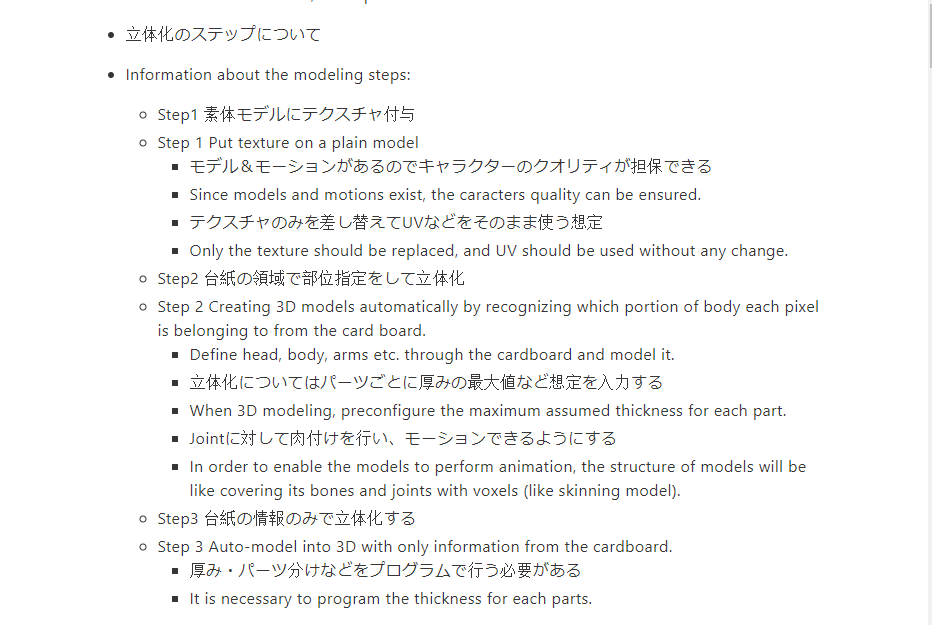 立体化のステップについて
Information about the modeling steps:
Step1 素体モデルにテクスチャ付与
Step 1 Put texture on a plain model
モデル＆モーションがあるのでキャラクターのクオリティが担保できる
Since models and motions exist, the caracters quality can be ensured.
テクスチャのみを差し替えてUVなどをそのまま使う想定
Only the texture should be replaced, and UV should be used without any change.
Step2 台紙の領域で部位指定をして立体化
Step 2 Creating 3D models automatically by recognizing which portion of body each pixel
is belonging to from the card board.
Define head, body, arms etc. through the cardboard and model it.
立体化についてはパーツごとに厚みの最大値など想定を入力する
When 3D modeling, preconfigure the maximum assumed thickness for each part.
Jointに対して肉付けを行い、モーションできるようにする
In order to enable the models to perform animation, the structure of models will be
like covering its bones and joints with voxels (like skinning model).
Step3 台紙の情報のみで立体化する
Step 3 Auto-model into 3D with only information from the cardboard.
厚み・パーツ分けなどをプログラムで行う必要がある
It is necessary to program the thickness for each parts.